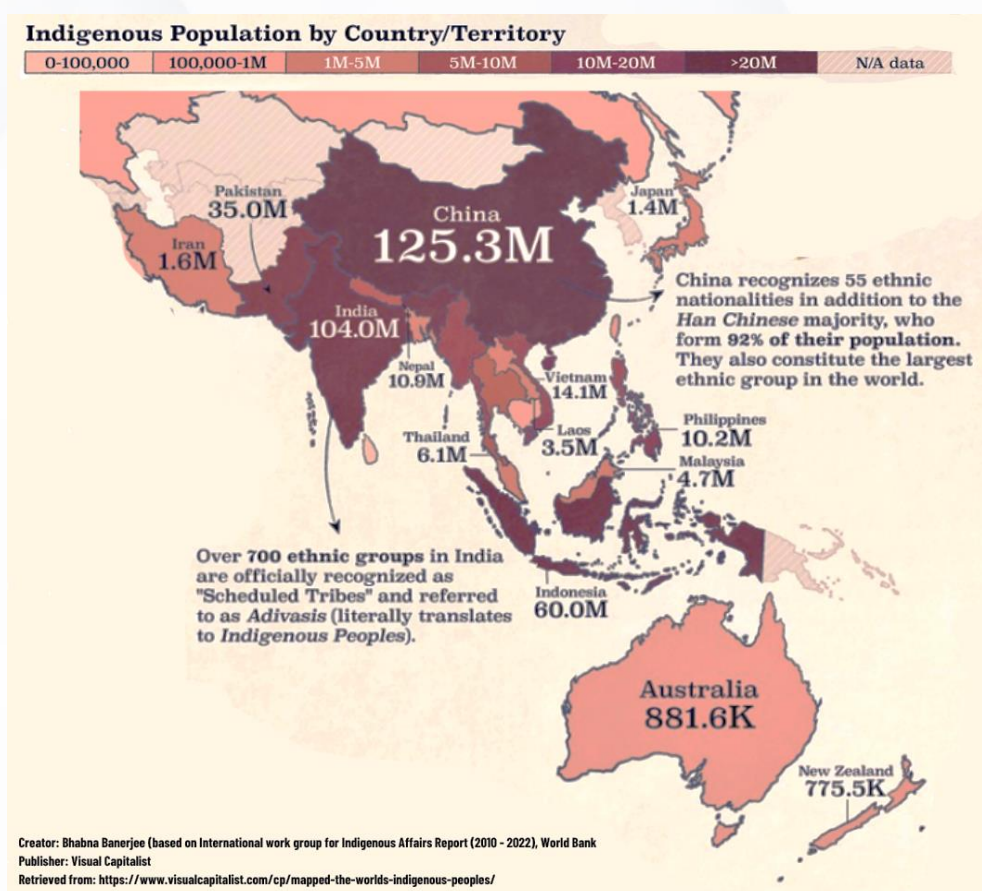 Indigenous Population by Country/Territory
0-100,000
100,000-1M
1M-5M
5M-10M
10M-20M
>20M
N/A data
Pakistan
35.0M
Iran
1.6M
China
125.3M
Japan
1.4M
India
104.0M
Nepal
10.9M
China recognizes 55 ethnic
nationalities in addition to the
Han Chinese majority, who
form 92% of their population.
They also constitute the largest
ethnic group in the world.
Vietnam
14.1M
Laos
3.5M
Thailand
6.1M
Philippines
10.2M
Malaysia
4.7M
Over 700 ethnic groups in India
are officially recognized as
"Scheduled Tribes" and referred
to as Adivasis (literally translates
to Indigenous Peoples).
Indonesia
60.0M
Australia
881.6K
New Zealand
775.5K
Creator: Bhabna Banerjee (based on International work group for Indigenous Affairs Report (2010 - 2022), World Bank
Publisher: Visual Capitalist
Retrieved from: https://www.visualcapitalist.com/cp/mapped-the-worlds-indigenous-peoples/